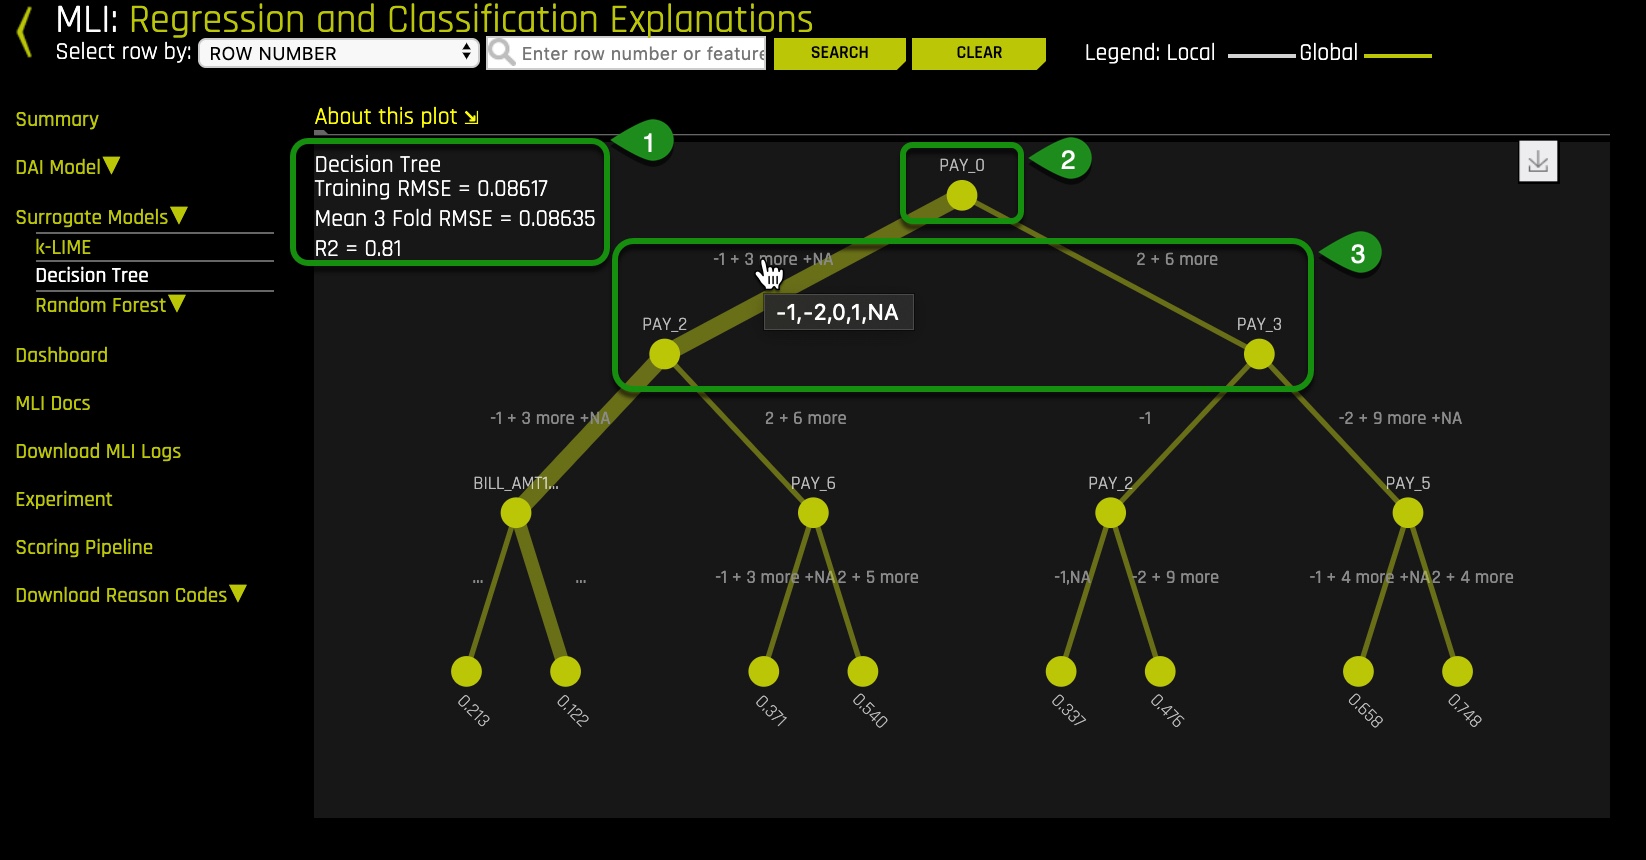 MLI: Regression and Classification Explanations
Select row by: ROW NUMBER Enter row number or feature SEARCH CLEAR Legend: Local Global
Summary
DAI Model
Surrogate Models
k-LIME
Decision Tree
Random Forest
Dashboard
MLI Docs
Download MLI Logs
Experiment
Scoring Pipeline
Download Reason Codes
About this plot
1
Decision Tree
Training RMSE = 0.08617
Mean 3 Fold RMSE = 0.08635
R2 = 0.81
PAY_0
2
3
-1 + 3 more +NA 2 + 6 more
-1,-2,0,1,NA
PAY_2 PAY_3
-1 + 3 more +NA 2 + 6 more -1 -2 + 9 more +NA
BILL_AMT1... PAY_6 PAY_2 PAY_5
... ... -1 + 3 more +NA 2 + 5 more -1,NA -2 + 9 more -1 + 4 more +NA 2 + 4 more
0.213 0.122 0.371 0.540 0.337 0.476 0.658 0.748